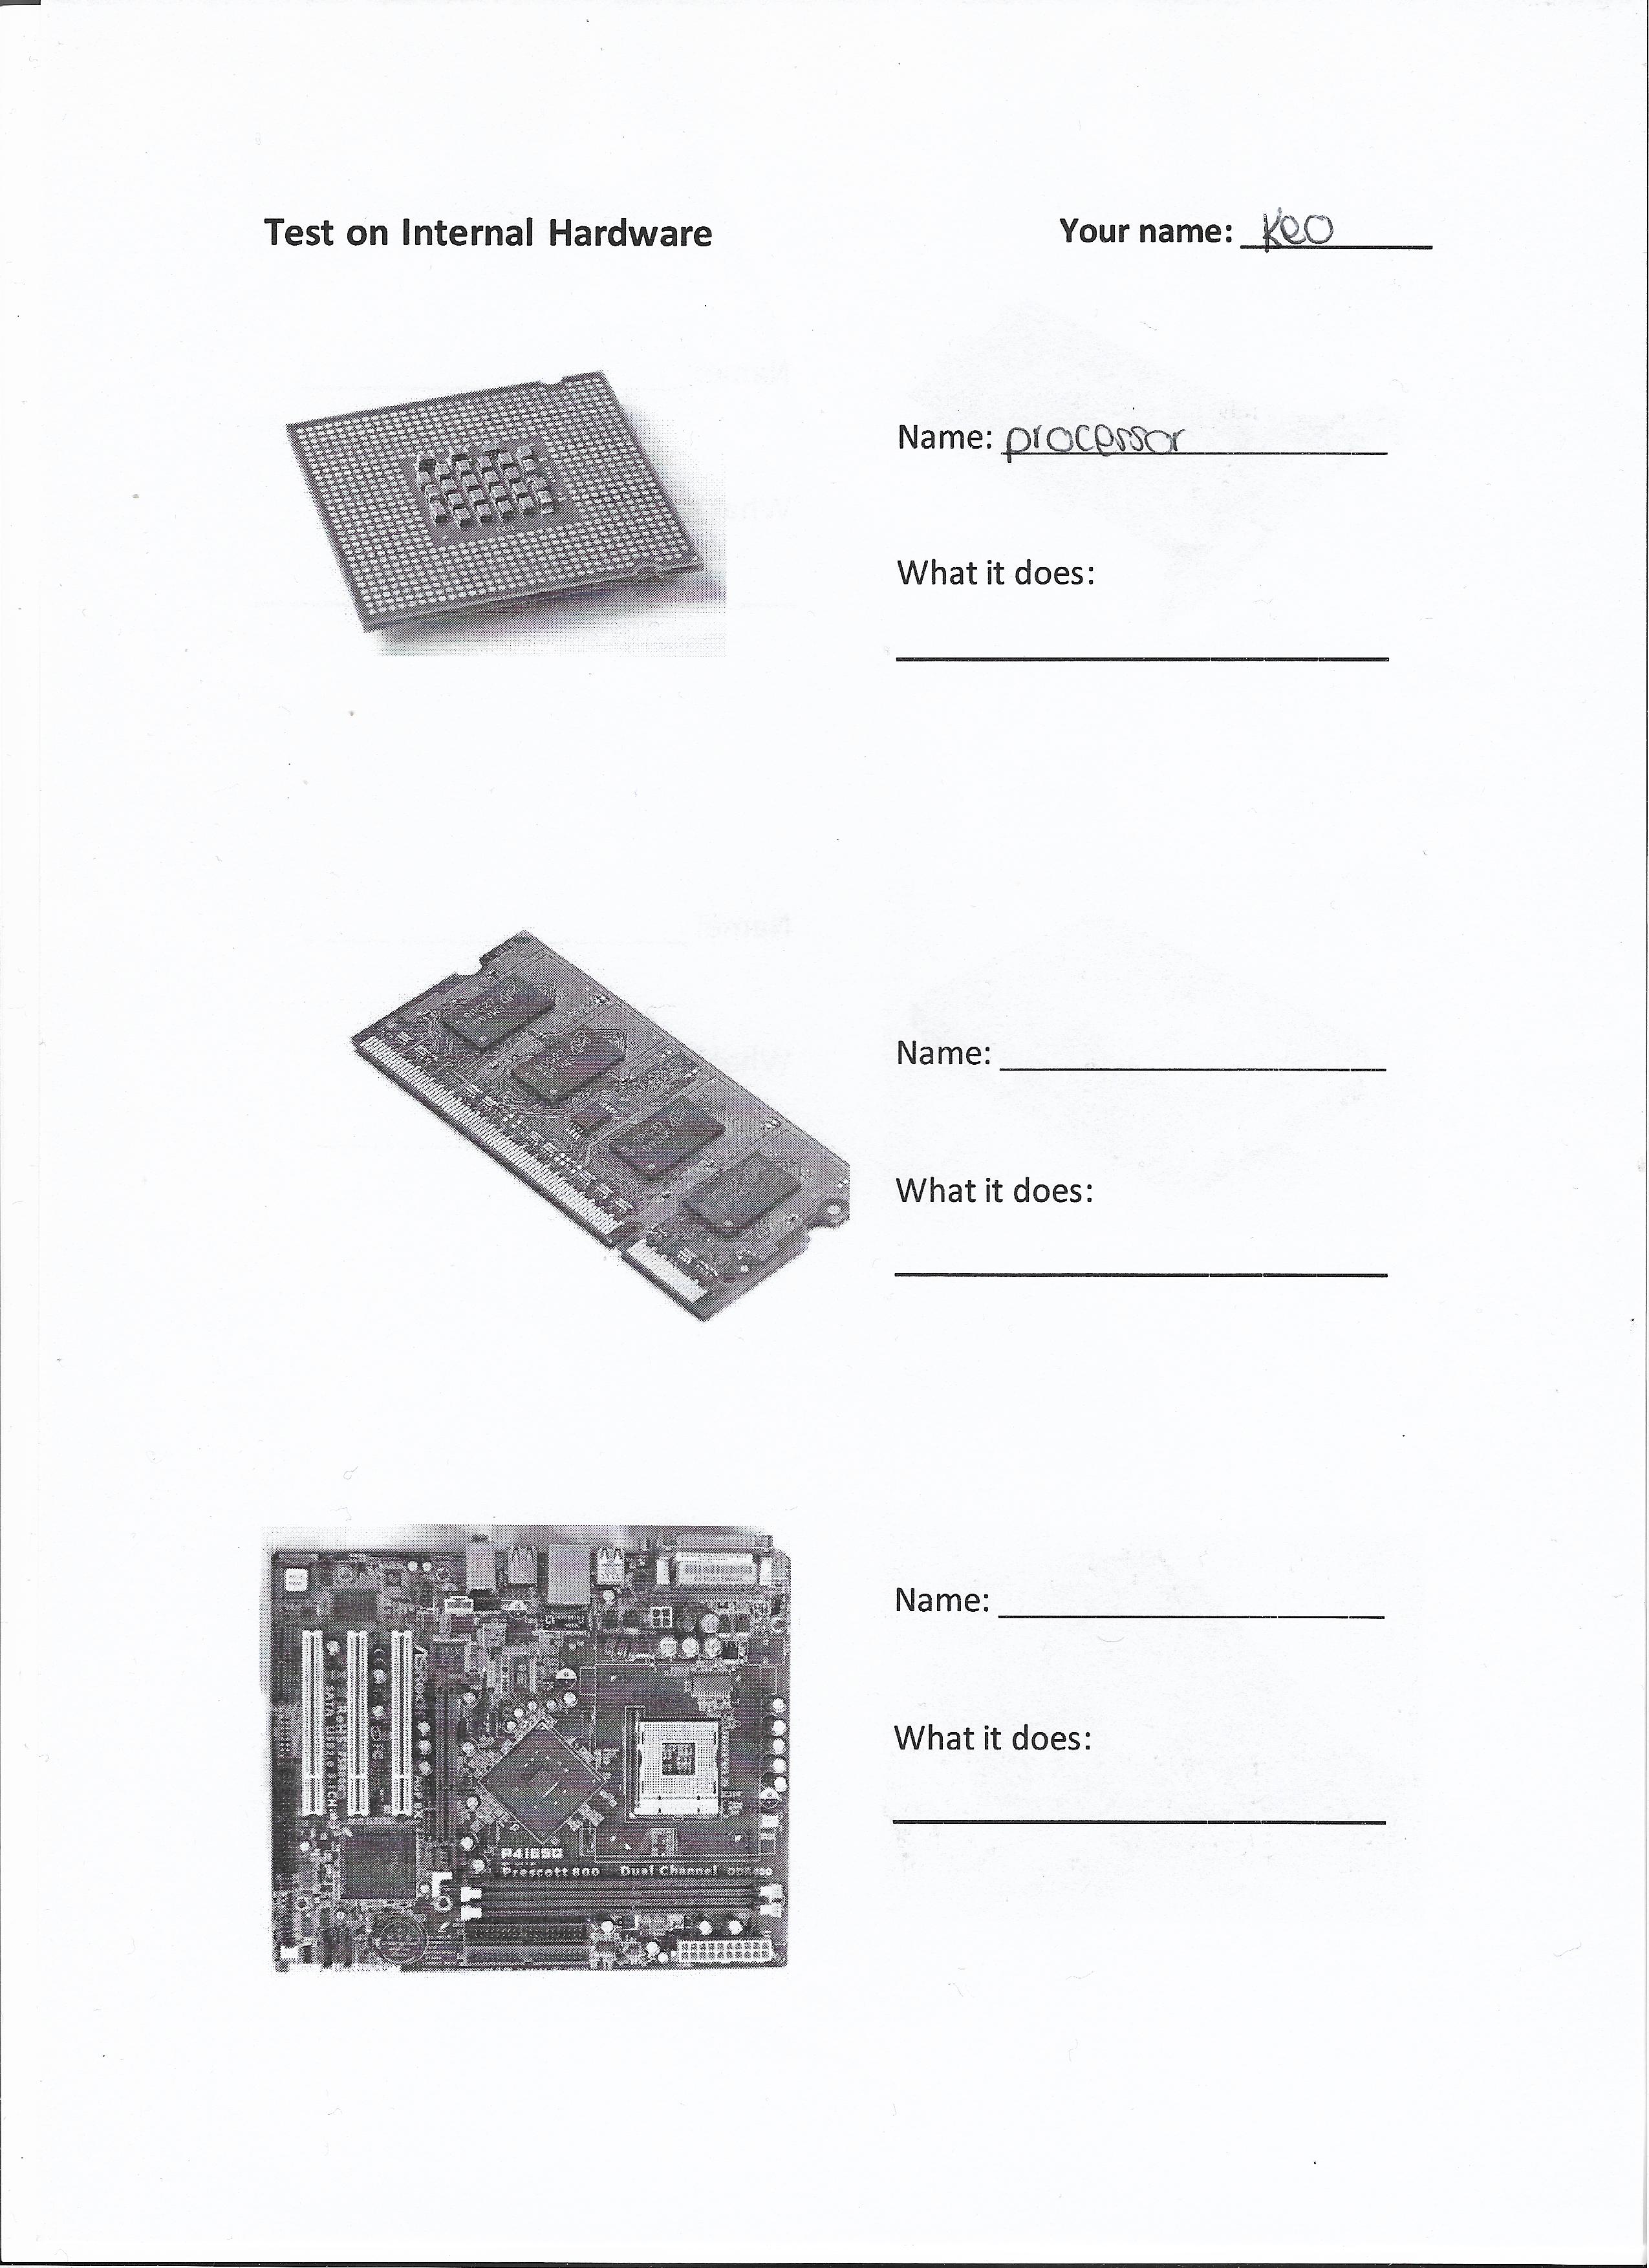 Test on Internal Hardware
Your name: Keo
Name: processor
What it does:
Name:
What it does:
ASRock
P4i65G
Prescott 800 Dual Channel
Name:
What it does: